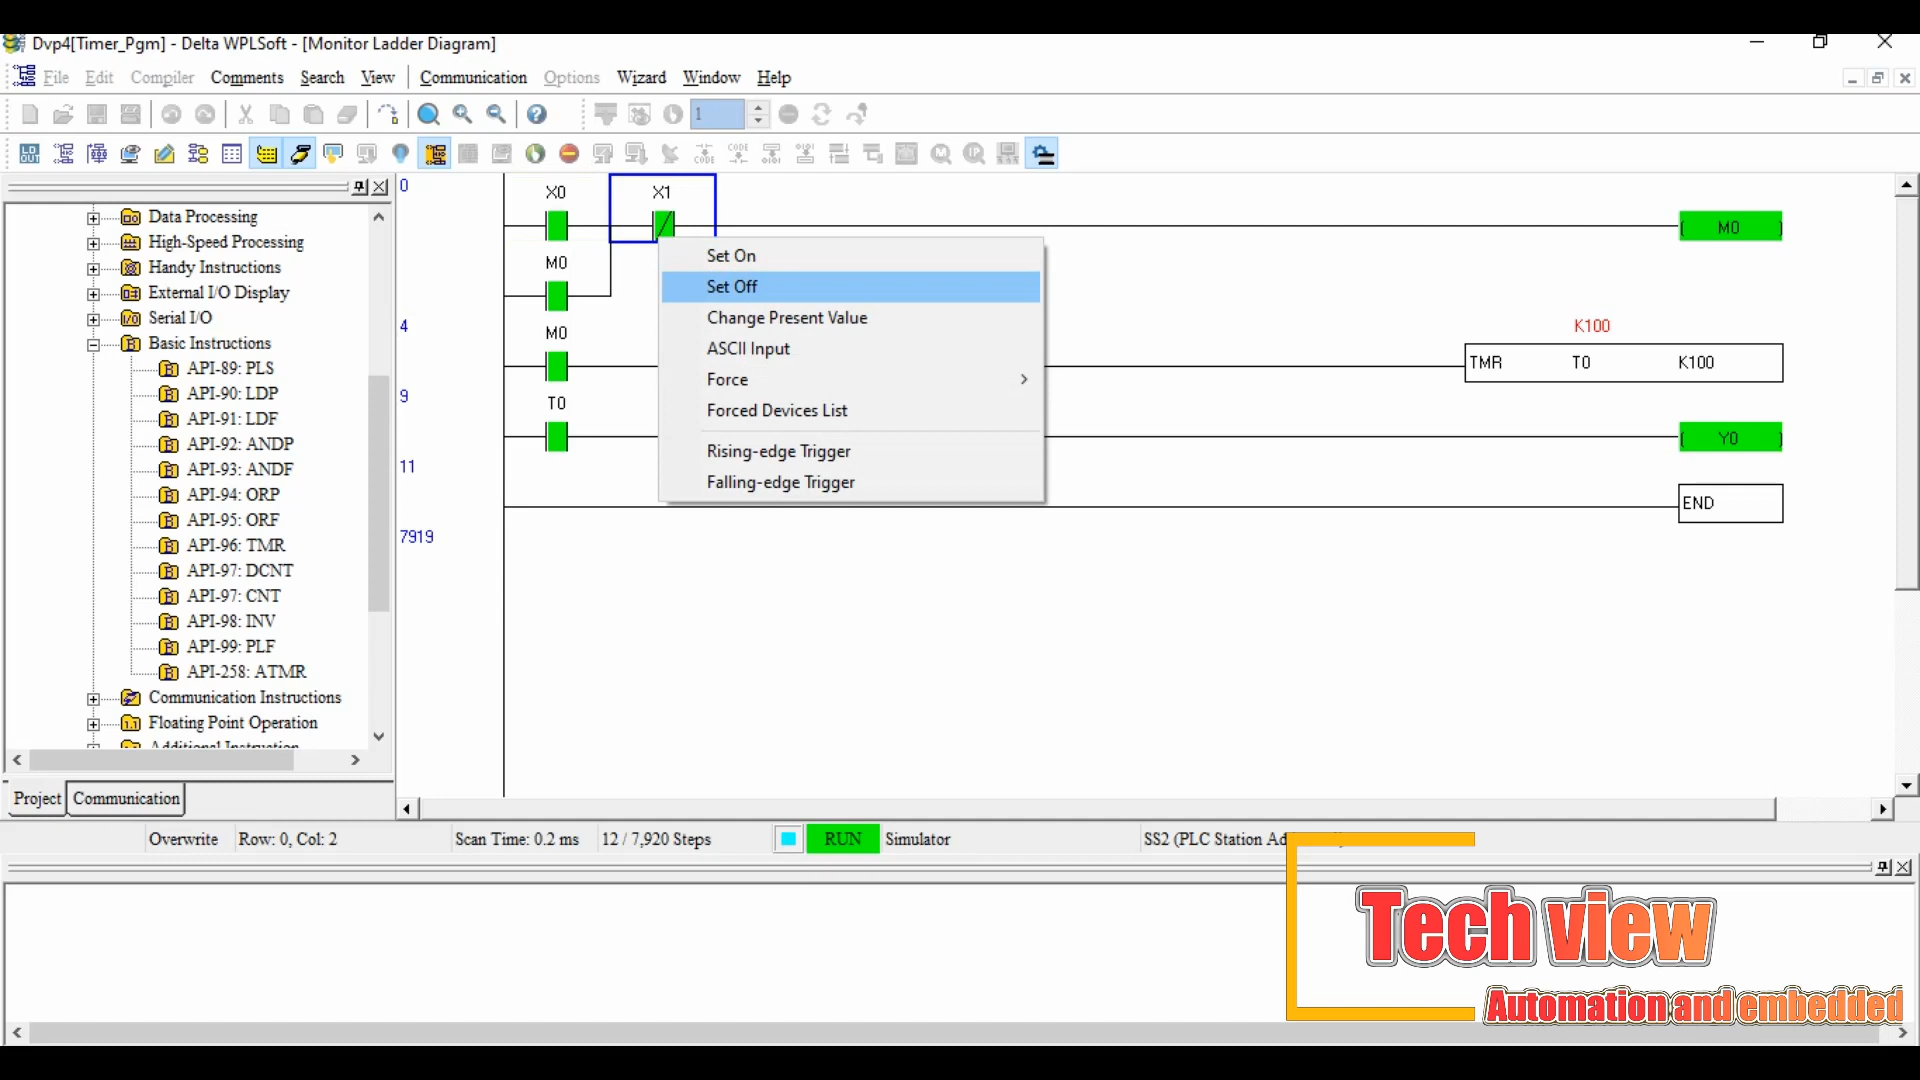 Dvp4[Timer_Pgm] - Delta WPLSoft - [Monitor Ladder Diagram]
File Edit Compiler Comments Search View Communication Options Wizard Window Help
1
Data Processing
High-Speed Processing
Handy Instructions
External I/O Display
Serial I/O
Basic Instructions
API-89: PLS
API-90: LDP
API-91: LDF
API-92: ANDP
API-93: ANDF
API-94: ORP
API-95: ORF
API-96: TMR
API-97: DCNT
API-97: CNT
API-98: INV
API-99: PLF
API-258: ATMR
Communication Instructions
Floating Point Operation
Additional Instruction
Project Communication
0
X0 X1
M0
M0
4
M0
K100
TMR T0 K100
9
T0
Y0
11
END
7919
Set On
Set Off
Change Present Value
ASCII Input
Force
Forced Devices List
Rising-edge Trigger
Falling-edge Trigger
Overwrite Row: 0, Col: 2 Scan Time: 0.2 ms 12 / 7,920 Steps RUN Simulator SS2 (PLC Station
Tech view
Automation and embedded